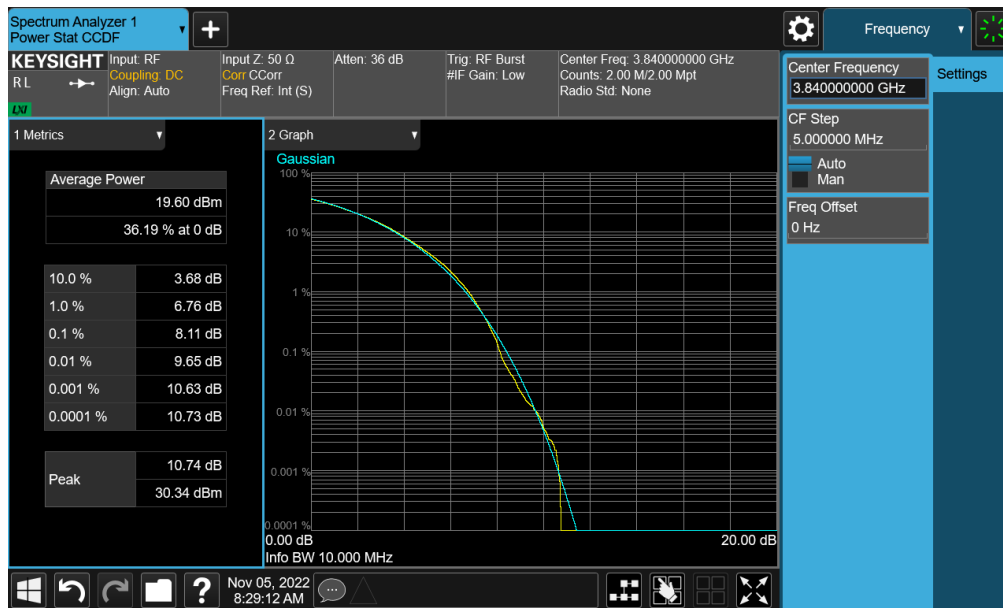 Spectrum Analyzer 1
Power Stat CCDF
Frequency
KEYSIGHT
R L
LXI
Input: RF
Coupling: DC
Align: Auto
Input Z: 50 Ω
Corr CCorr
Freq Ref: Int (S)
Atten: 36 dB
Trig: RF Burst
#IF Gain: Low
Center Freq: 3.840000000 GHz
Counts: 2.00 M/2.00 Mpt
Radio Std: None
Center Frequency
3.840000000 GHz
Settings
CF Step
5.000000 MHz
Auto
Man
Freq Offset
0 Hz
1 Metrics
Average Power
19.60 dBm
36.19 % at 0 dB
10.0 % 3.68 dB
1.0 % 6.76 dB
0.1 % 8.11 dB
0.01 % 9.65 dB
0.001 % 10.63 dB
0.0001 % 10.73 dB
Peak
10.74 dB
30.34 dBm
2 Graph
Gaussian
100 %
10 %
1 %
0.1 %
0.01 %
0.001 %
0.0001 %
0.00 dB
20.00 dB
Info BW 10.000 MHz
?
Nov 05, 2022
8:29:12 AM